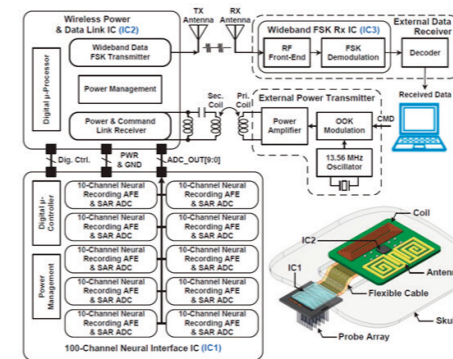 Wireless Power
& Data Link IC (IC2)
TX
Antenna
RX
Antenna
External Data
Receiver
Wideband FSK Rx IC (IC3)
Digital µ-Processor
Wideband Data
FSK Transmitter
RF
Front-End
FSK
Demodulation
Decoder
Power Management
Received Data
Sec.
Coil
Pri.
Coil
External Power Transmitter
Power & Command
Link Receiver
Power
Amplifier
OOK
Modulation
CMD
13.56 MHz
Oscillator
Dig. Ctrl.
PWR
& GND
ADC_OUT[9:0]
Digital µ-
Controller
Power
Management
10-Channel Neural
Recording AFE
& SAR ADC
10-Channel Neural
Recording AFE
& SAR ADC
10-Channel Neural
Recording AFE
& SAR ADC
10-Channel Neural
Recording AFE
& SAR ADC
10-Channel Neural
Recording AFE
& SAR ADC
10-Channel Neural
Recording AFE
& SAR ADC
10-Channel Neural
Recording AFE
& SAR ADC
10-Channel Neural
Recording AFE
& SAR ADC
10-Channel Neural
Recording AFE
& SAR ADC
10-Channel Neural
Recording AFE
& SAR ADC
100-Channel Neural Interface IC (IC1)
Coil
IC2
IC1
Antenn
Flexible Cable
Skul
Probe Array